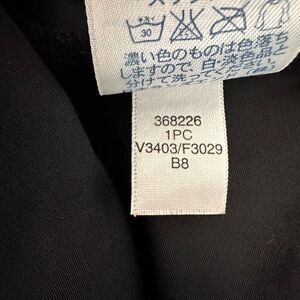 30
濃い色のものは色落ち
しますので、白・淡色品と
分けて洗ってください
368226
1PC
V3403/F3029
B8